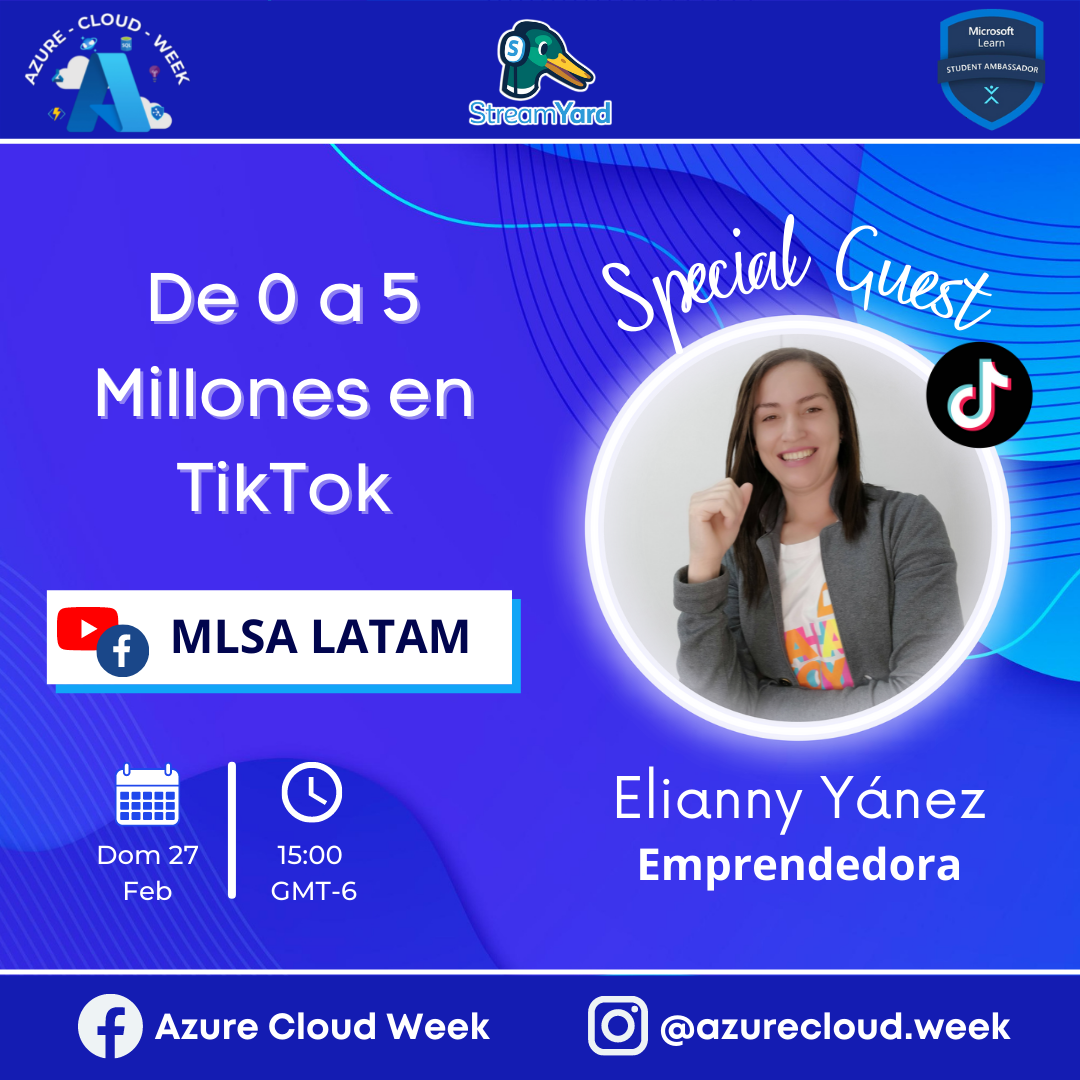 AZURE - CLOUD - WEEK
SQL
S
StreamYard
Microsoft
Learn
STUDENT AMBASSADOR
Special Guest
De 0 a 5
Millones en
TikTok
MLSA LATAM
Dom 27
Feb
15:00
GMT-6
Elianny Yánez
Emprendedora
Azure Cloud Week
@azurecloud.week